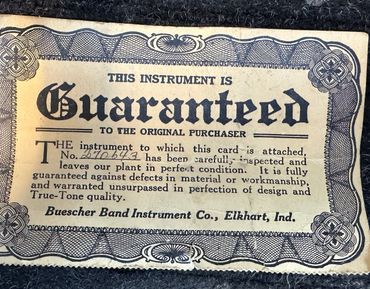 THIS INSTRUMENT IS
Guaranteed
TO THE ORIGINAL PURCHASER
THE instrument to which this card is attached,
No. has been carefully inspected and
leaves our plant in perfect condition. It is fully
guaranteed against defects in material or workmanship,
and warranted unsurpassed in perfection of design and
True-Tone quality.
Buescher Band Instrument Co., Elkhart, Ind.